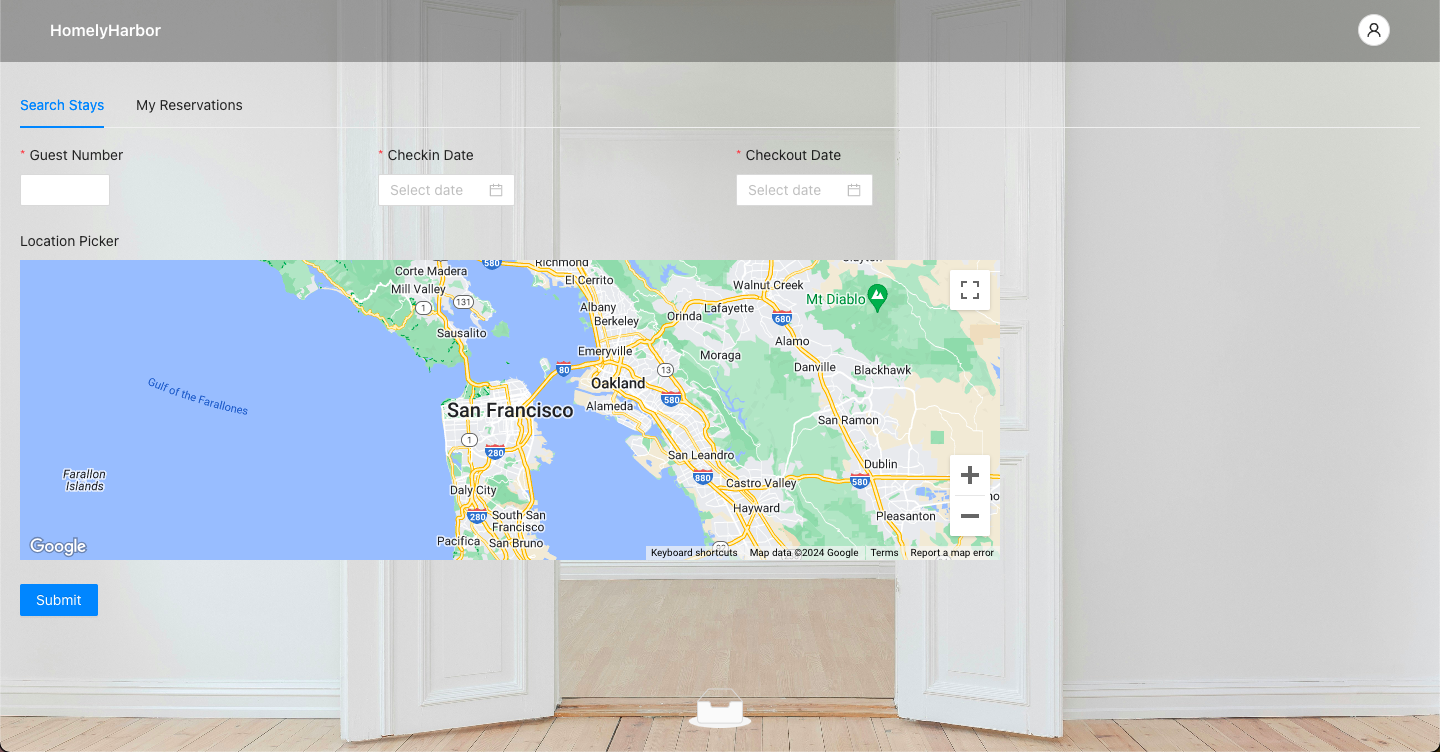 HomelyHarbor
Search Stays
My Reservations
* Guest Number
* Checkin Date
* Checkout Date
Select date
Select date
Location Picker
Richmond
580
Corte Madera
Mill Valley
1
131
El Cerrito
Walnut Creek
Mt Diablo
Albany
Berkeley
Orinda
Lafayette
680
Sausalito
Alamo
Emeryville
Moraga
80
13
Danville
Blackhawk
Gulf of the Farallones
Oakland
580
San Francisco
Alameda
San Ramon
1
280
San Leandro
Dublin
Farallon
Islands
880
Castro Valley
580
Daly City
Hayward
Pleasanton
280
South San
Francisco
Pacifica
San Bruno
Google
Keyboard shortcuts
Map data ©2024 Google
Terms
Report a map error
Submit